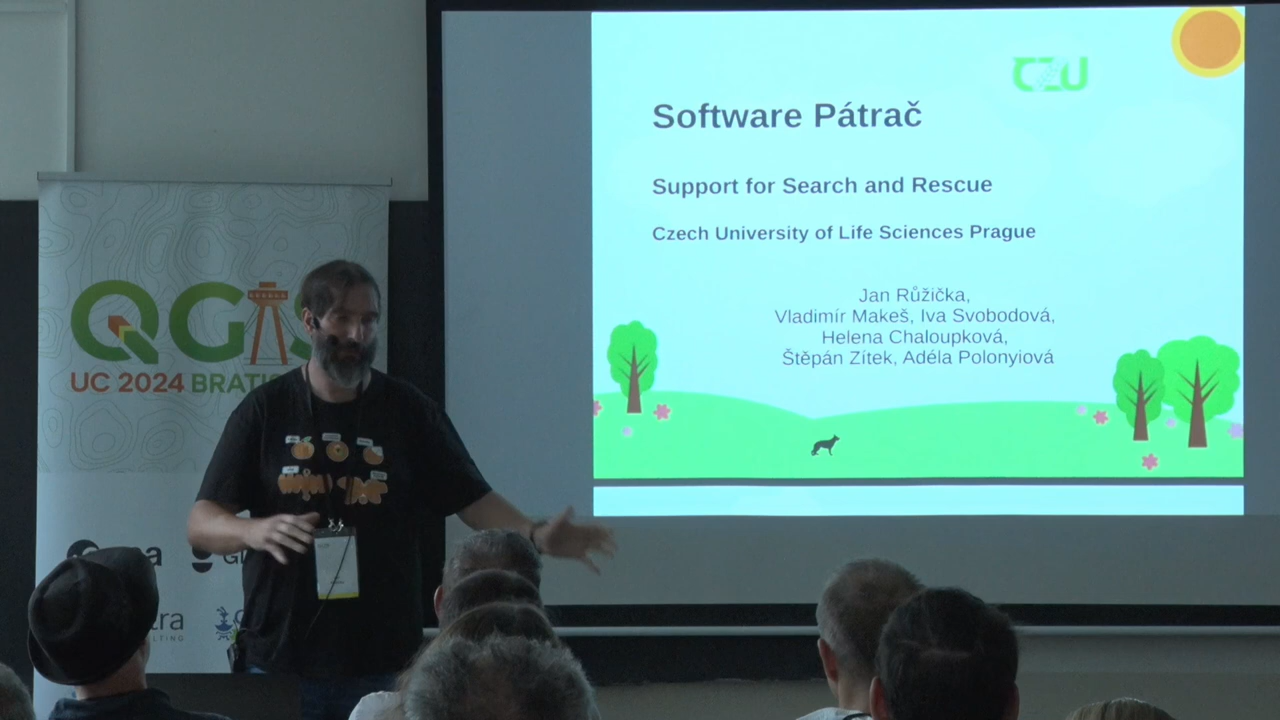 CZU
Software Pátrač
Support for Search and Rescue
Czech University of Life Sciences Prague
Jan Růžička,
Vladimír Makeš, Iva Svobodová,
Helena Chaloupková,
Štěpán Zítek, Adéla Polonyiová
QGIS
UC 2024